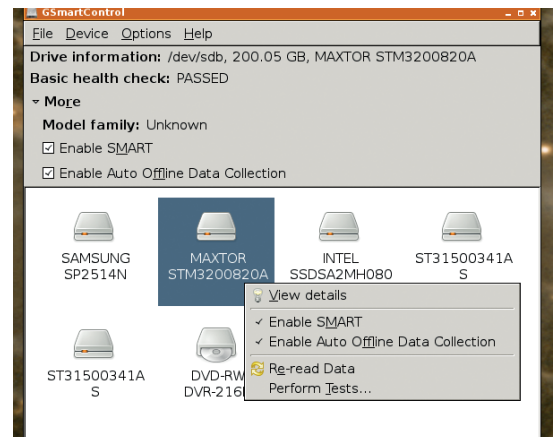 GSmartControl
File Device Options Help
Drive information: /dev/sdb, 200.05 GB, MAXTOR STM3200820A
Basic health check: PASSED
More
Model family: Unknown
Enable SMART
Enable Auto Offline Data Collection
SAMSUNG SP2514N
MAXTOR STM3200820A
INTEL SSDSA2MH080
ST31500341A S
View details
Enable SMART
Enable Auto Offline Data Collection
Re-read Data
Perform Tests...
ST31500341A S
DVD-RW
DVR-216